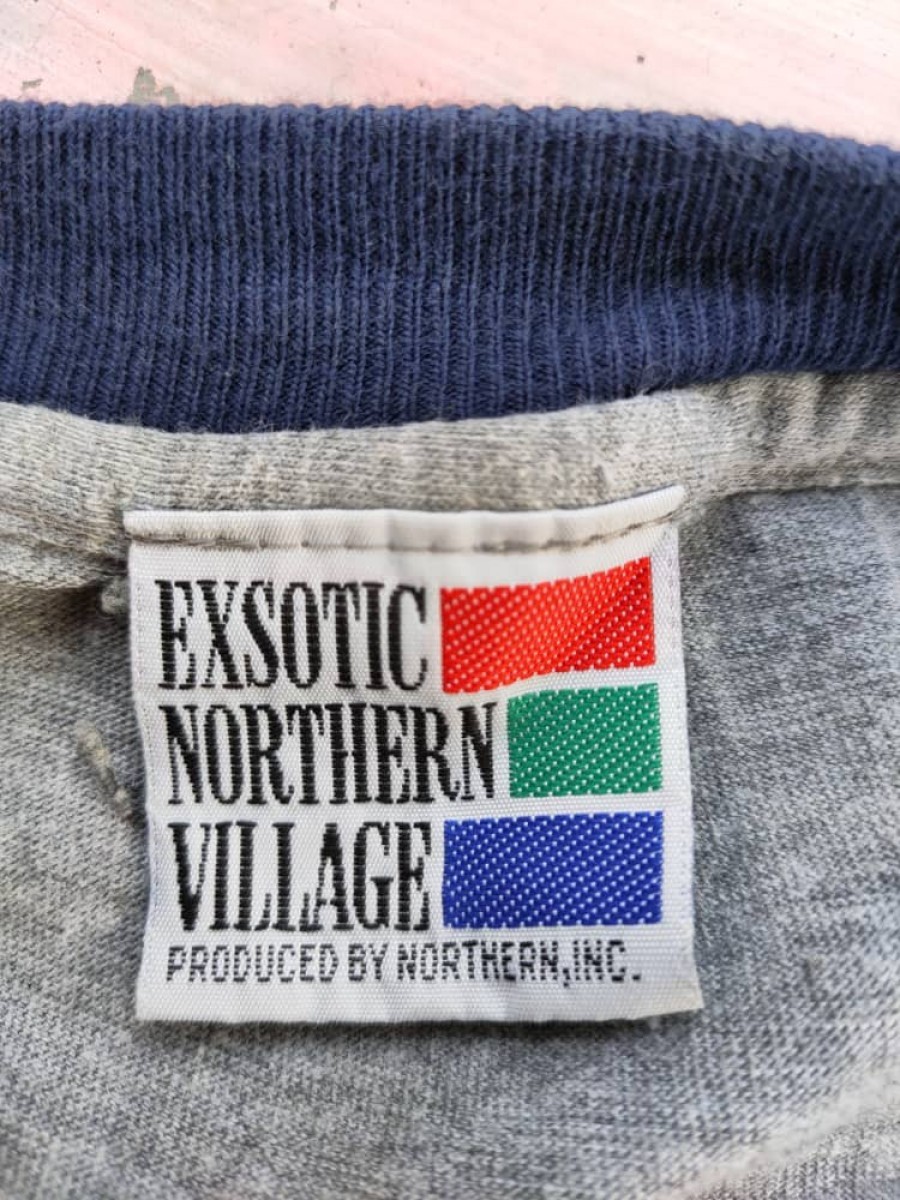 EXSOTIC
NORTHERN
VILLAGE
PRODUCED BY NORTHERN,INC.